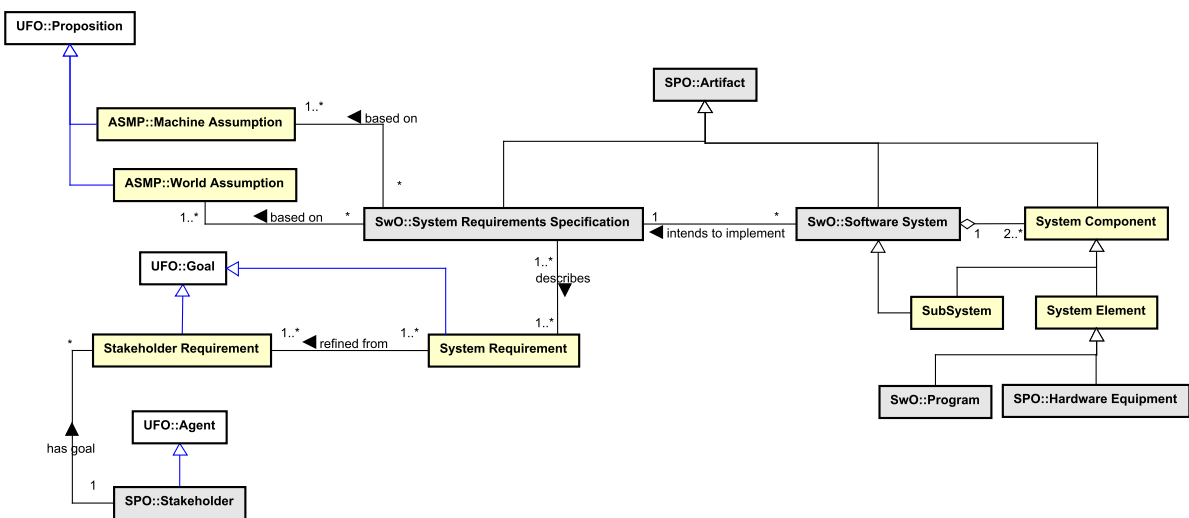 UFO::Proposition
SPO::Artifact
1..*
based on
ASMP::Machine Assumption
*
ASMP::World Assumption
1..*
based on
*
SwO::System Requirements Specification
1
*
intends to implement
SwO::Software System
1
2..*
System Component
UFO::Goal
1..*
describes
1..*
SubSystem
System Element
*
Stakeholder Requirement
1..*
refined from
1..*
System Requirement
SwO::Program
SPO::Hardware Equipment
UFO::Agent
has goal
1
SPO::Stakeholder